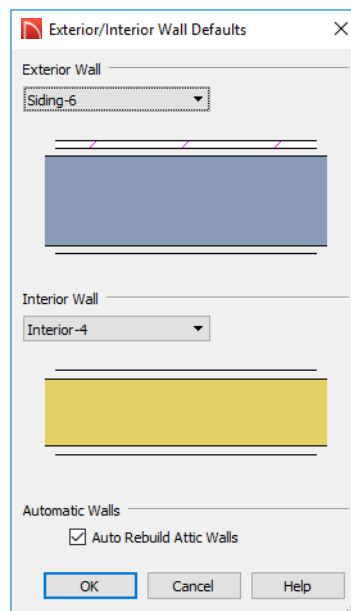 Exterior/Interior Wall Defaults
Exterior Wall
Siding-6
Interior Wall
Interior-4
Automatic Walls
Auto Rebuild Attic Walls
OK Cancel Help